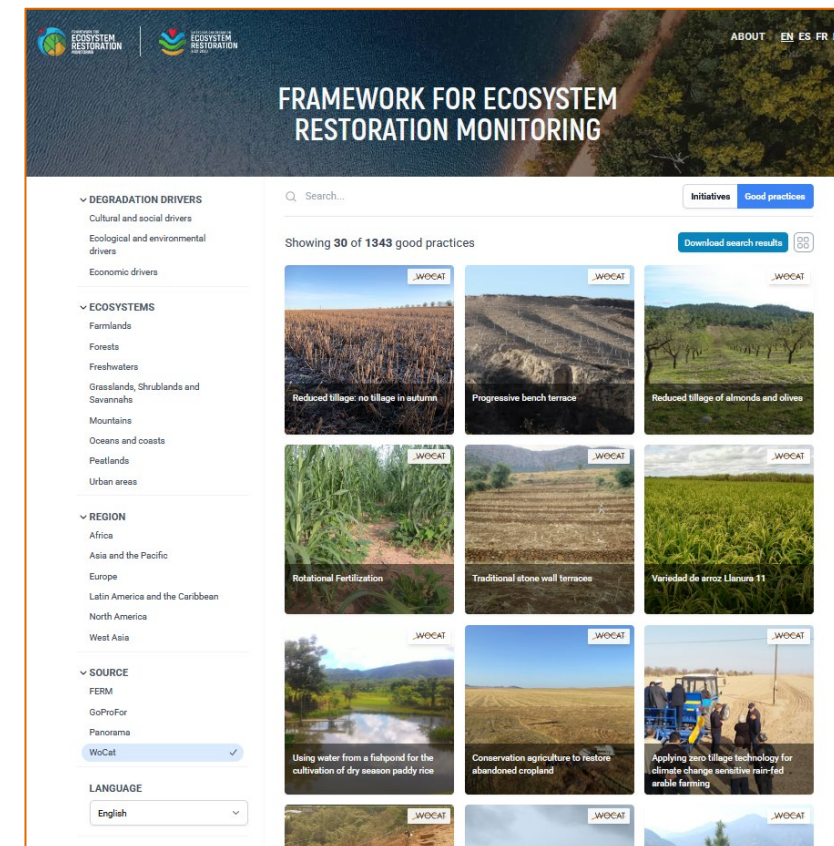 FRAMEWORK FOR
ECOSYSTEM
RESTORATION
MONITORING
ECOSYSTEM
RESTORATION
ABOUT EN ES FR
FRAMEWORK FOR ECOSYSTEM
RESTORATION MONITORING
DEGRADATION DRIVERS
Cultural and social drivers
Ecological and environmental
drivers
Economic drivers
ECOSYSTEMS
Farmlands
Forests
Freshwaters
Grasslands, Shrublands and
Savannahs
Mountains
Oceans and coasts
Peatlands
Urban areas
REGION
Africa
Asia and the Pacific
Europe
Latin America and the Caribbean
North America
West Asia
SOURCE
FERM
GoProFor
Panorama
WoCat
LANGUAGE
English
Search...
Initiatives
Good practices
Showing 30 of 1343 good practices
Download search results
WOCAT
Reduced tillage: no tillage in autumn
WOCAT
Progressive bench terrace
WOCAT
Reduced tillage of almonds and olives
WOCAT
Rotational Fertilization
WOCAT
Traditional stone wall terraces
WOCAT
Variedad de arroz Llanura 11
WOCAT
Using water from a fishpond for the
cultivation of dry season paddy rice
WOCAT
Conservation agriculture to restore
abandoned cropland
WOCAT
Applying zero tillage technology for
climate change sensitive rain-fed
arable farming
WOCAT
WOCAT
WOCAT